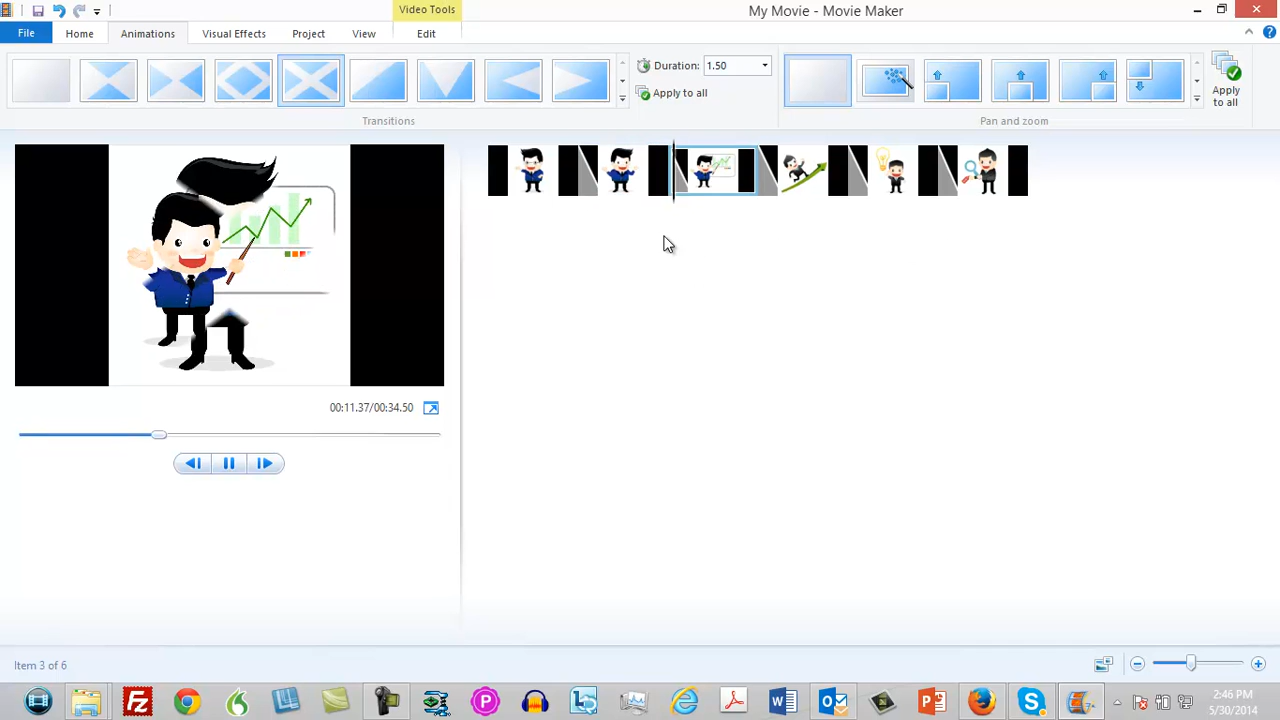 Video Tools
My Movie - Movie Maker
File
Home
Animations
Visual Effects
Project
View
Edit
Duration:
1.50
Apply to all
Apply
to all
Transitions
Pan and zoom
00:11.37/00:34.50
Item 3 of 6
2:46 PM
5/30/2014